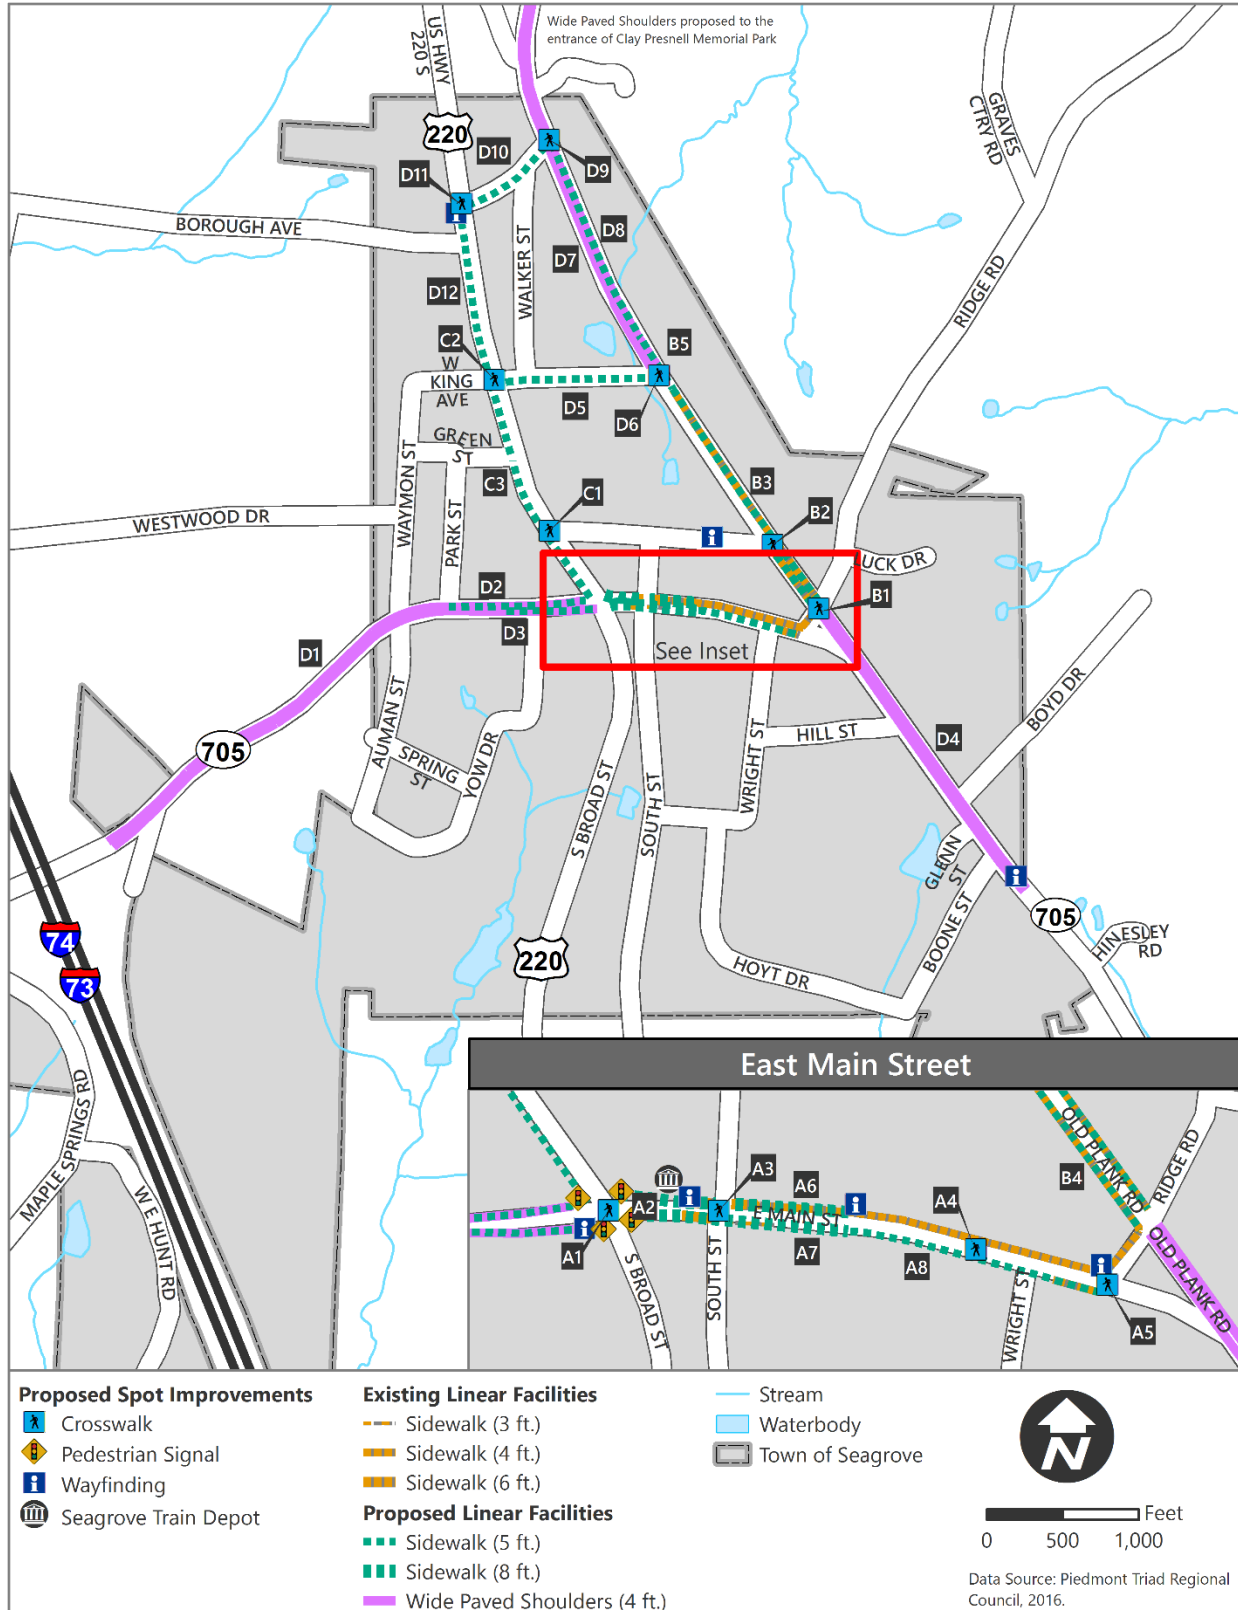 Wide Paved Shoulders proposed to the
entrance of Clay Presnell Memorial Park
US HWY
220 S
220
GRAVES
CTRY RD
D10
D9
D11
BOROUGH AVE
D8
D7
WALKER ST
RIDGE RD
D12
C2
B5
W
KING
AVE
D5
D6
GREEN
ST
WAYMON ST
C3
B3
PARK ST
C1
B2
WESTWOOD DR
LUCK DR
D2
B1
D3
See Inset
D1
BOYD DR
AUMAN ST
705
SPRING
ST
YOW DR
WRIGHT ST
HILL ST
D4
S BROAD ST
SOUTH ST
GLENN
ST
BOONE ST
705
HINESLEY
RD
74
220
HOYT DR
73
MAPLE SPRINGS RD
W E HUNT RD
East Main Street
OLD PLANK RD
B4
RIDGE RD
A3
A6
A2
E MAIN ST
A4
A7
A8
A1
S BROAD ST
SOUTH ST
WRIGHT ST
OLD PLANK RD
A5
Proposed Spot Improvements
Crosswalk
Pedestrian Signal
Wayfinding
Seagrove Train Depot
Existing Linear Facilities
Sidewalk (3 ft.)
Sidewalk (4 ft.)
Sidewalk (6 ft.)
Proposed Linear Facilities
Sidewalk (5 ft.)
Sidewalk (8 ft.)
Wide Paved Shoulders (4 ft.)
Stream
Waterbody
Town of Seagrove
N
Feet
0 500 1,000
Data Source: Piedmont Triad Regional
Council, 2016.